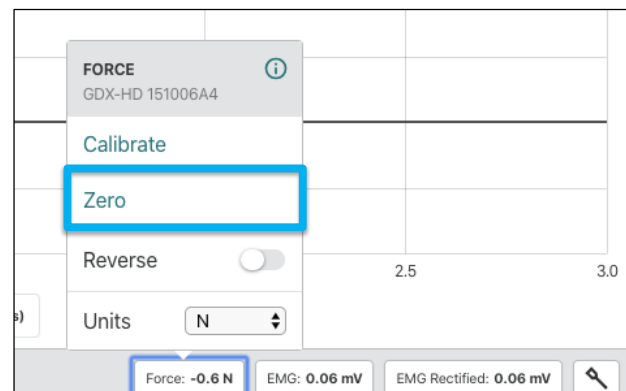 FORCE
GDX-HD 151006A4
Calibrate
Zero
Reverse
Units N
2.5 3.0
s)
Force: -0.6 N EMG: 0.06 mV EMG Rectified: 0.06 mV